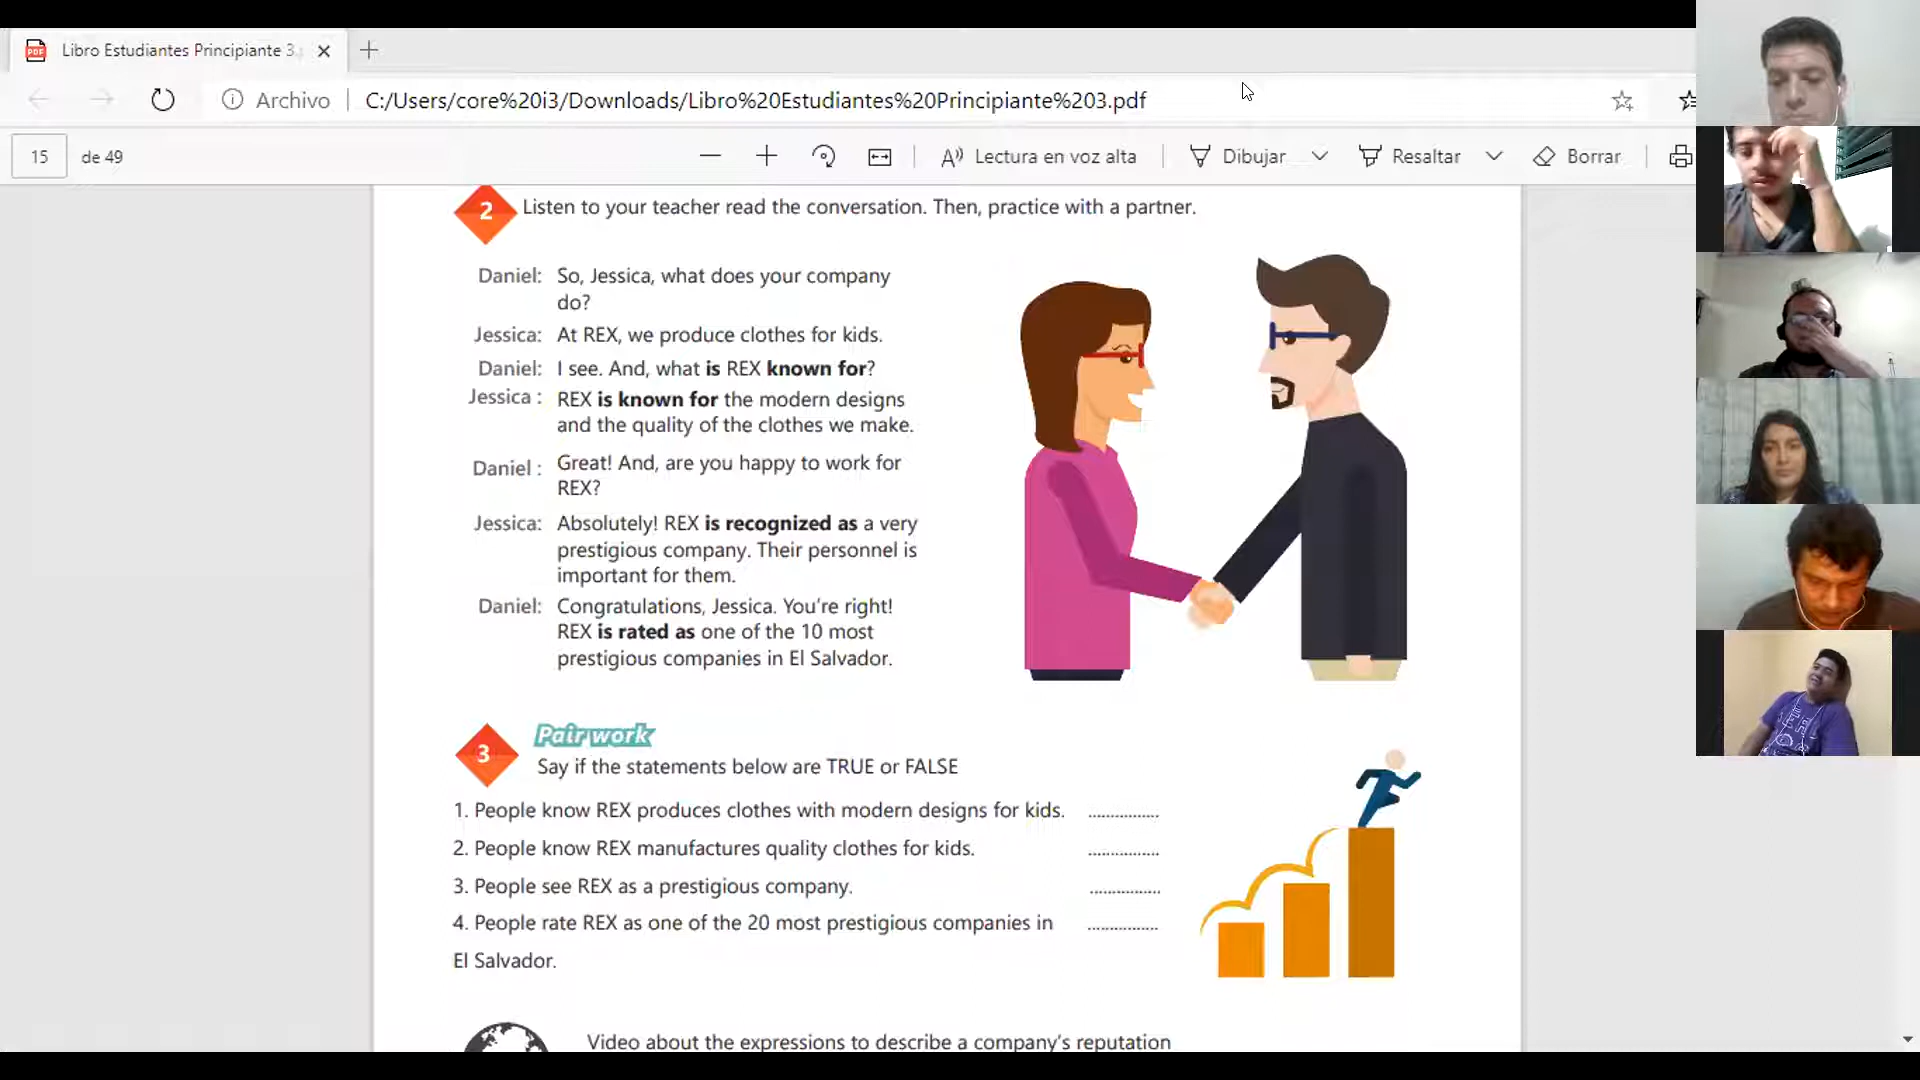 Libro Estudiantes Principiante 3.
Archivo
C:/Users/core%20i3/Downloads/Libro%20Estudiantes%20Principiante%203.pdf
15 de 49
Lectura en voz alta
Dibujar
Resaltar
Borrar
2 Listen to your teacher read the conversation. Then, practice with a partner.
Daniel: So, Jessica, what does your company
do?
Jessica: At REX, we produce clothes for kids.
Daniel: I see. And, what is REX known for?
Jessica : REX is known for the modern designs
and the quality of the clothes we make.
Daniel : Great! And, are you happy to work for
REX?
Jessica: Absolutely! REX is recognized as a very
prestigious company. Their personnel is
important for them.
Daniel: Congratulations, Jessica. You're right!
REX is rated as one of the 10 most
prestigious companies in El Salvador.
3 Pair work
Say if the statements below are TRUE or FALSE
1. People know REX produces clothes with modern designs for kids. ...............
2. People know REX manufactures quality clothes for kids. ...............
3. People see REX as a prestigious company. ...............
4. People rate REX as one of the 20 most prestigious companies in ...............
El Salvador.
Video about the expressions to describe a company's reputation